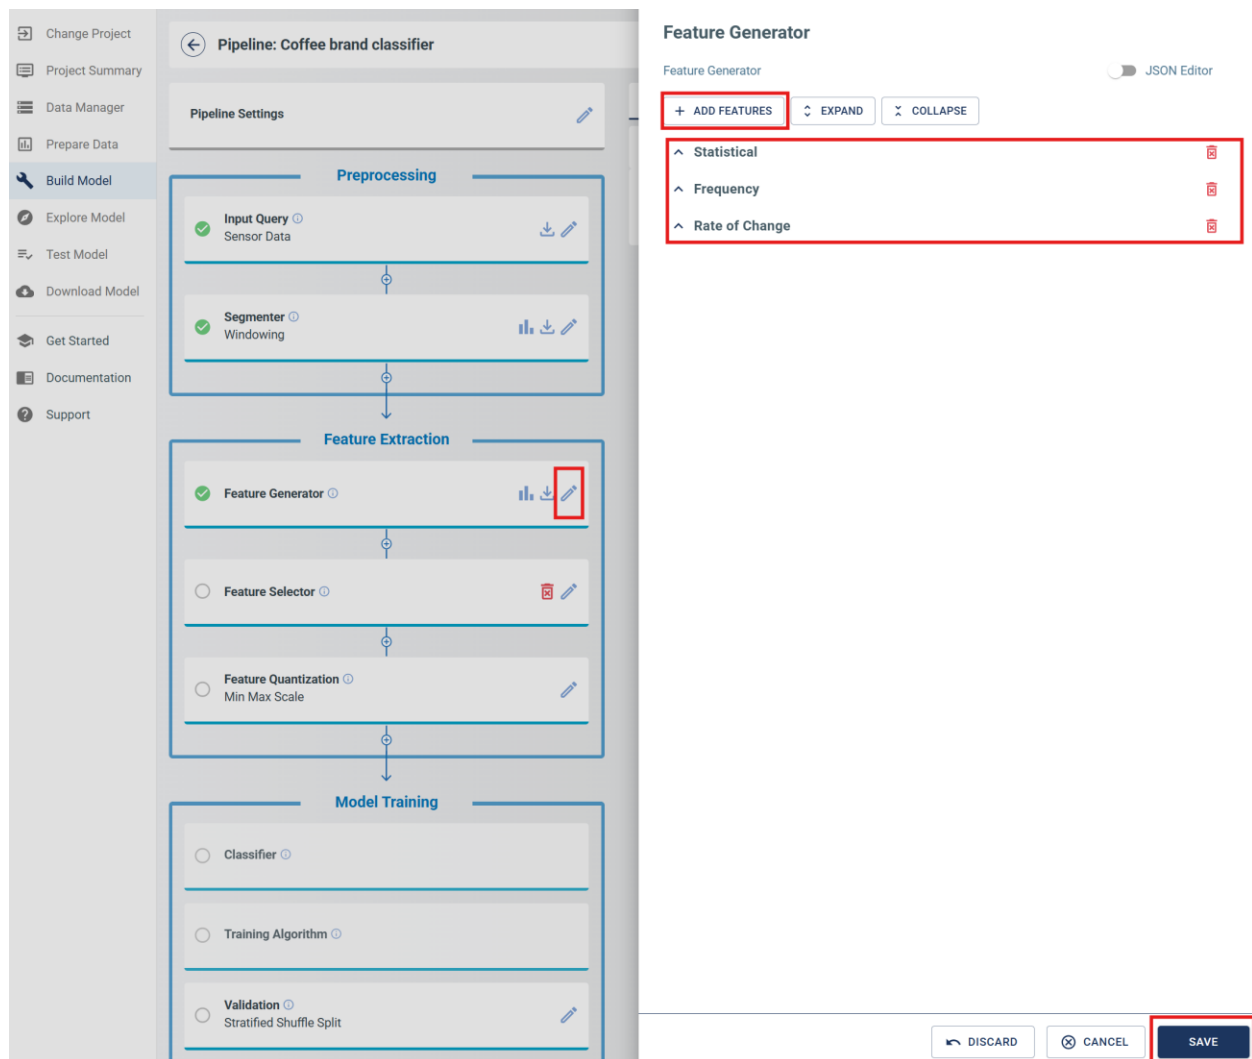 Change Project
Project Summary
Data Manager
Prepare Data
Build Model
Explore Model
Test Model
Download Model
Get Started
Documentation
Support
Pipeline: Coffee brand classifier
Pipeline Settings
Preprocessing
Input Query
Sensor Data
Segmenter
Windowing
Feature Extraction
Feature Generator
Feature Selector
Feature Quantization
Min Max Scale
Model Training
Classifier
Training Algorithm
Validation
Stratified Shuffle Split
Feature Generator
Feature Generator
JSON Editor
+ ADD FEATURES
EXPAND
COLLAPSE
Statistical
Frequency
Rate of Change
DISCARD
CANCEL
SAVE